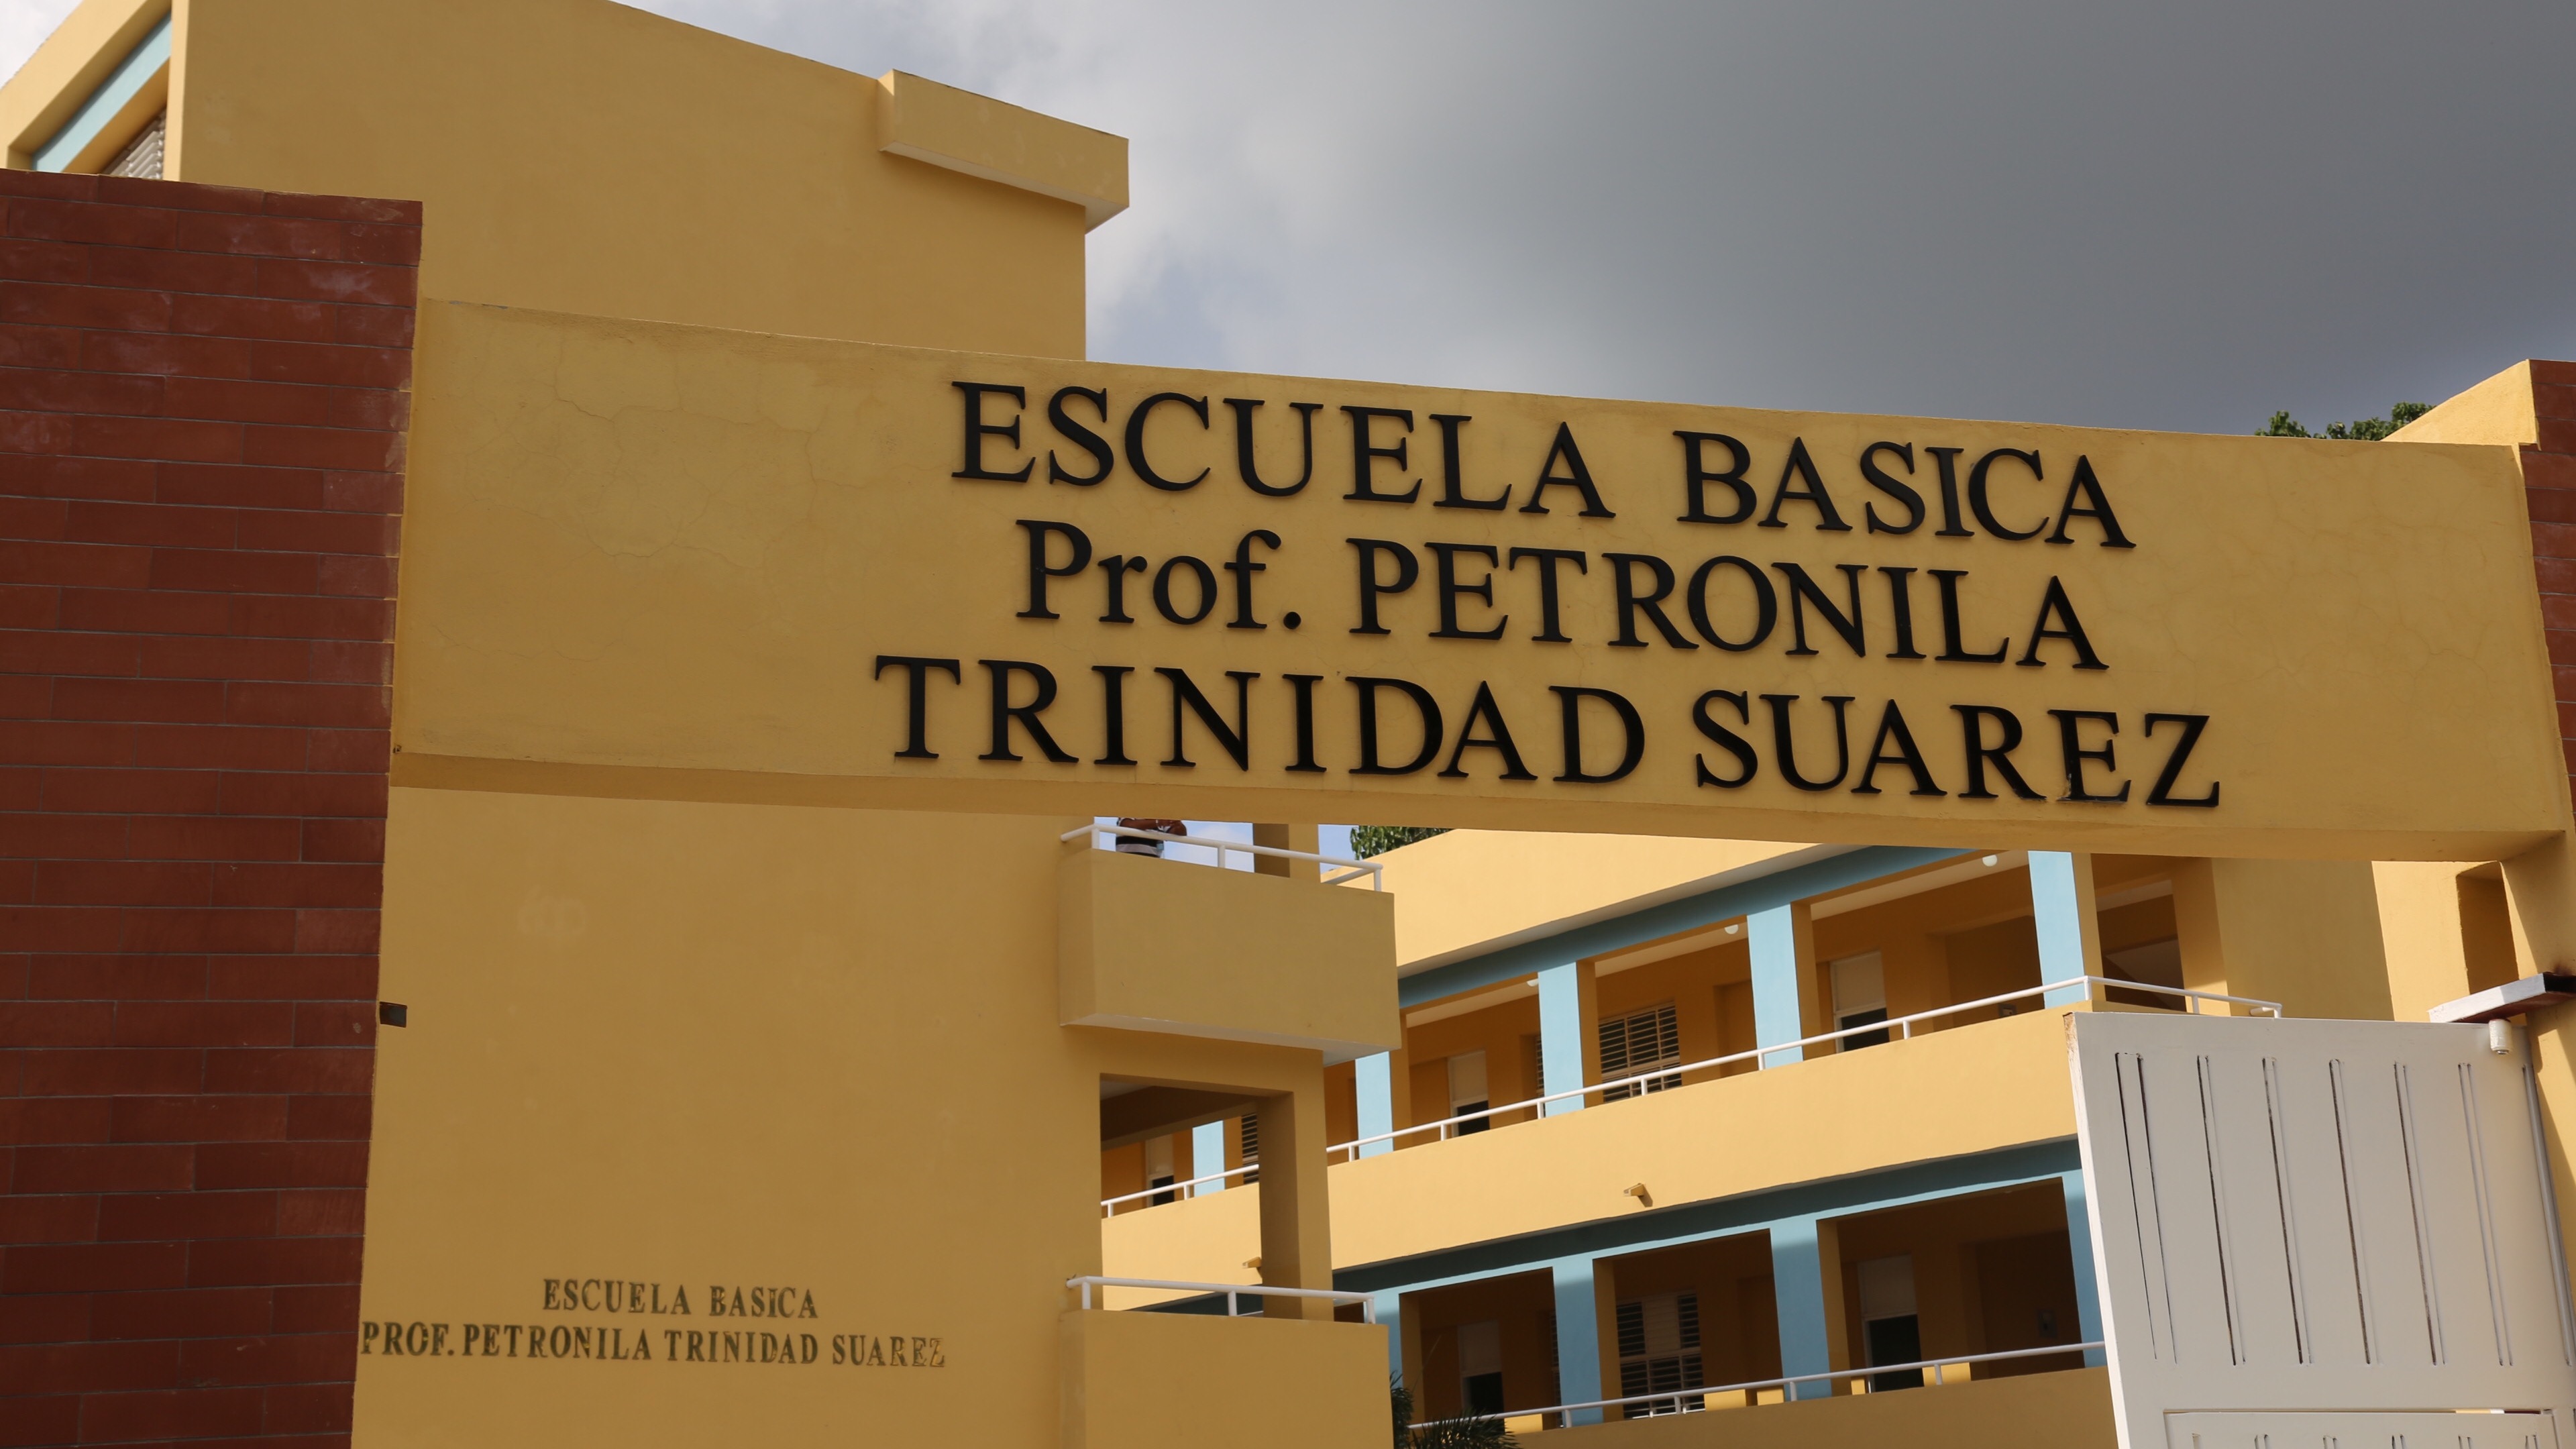 ESCUELA BASICA
Prof. PETRONILA
TRINIDAD SUAREZ
ESCUELA BASICA
PROF. PETRONILA TRINIDAD SUAREZ